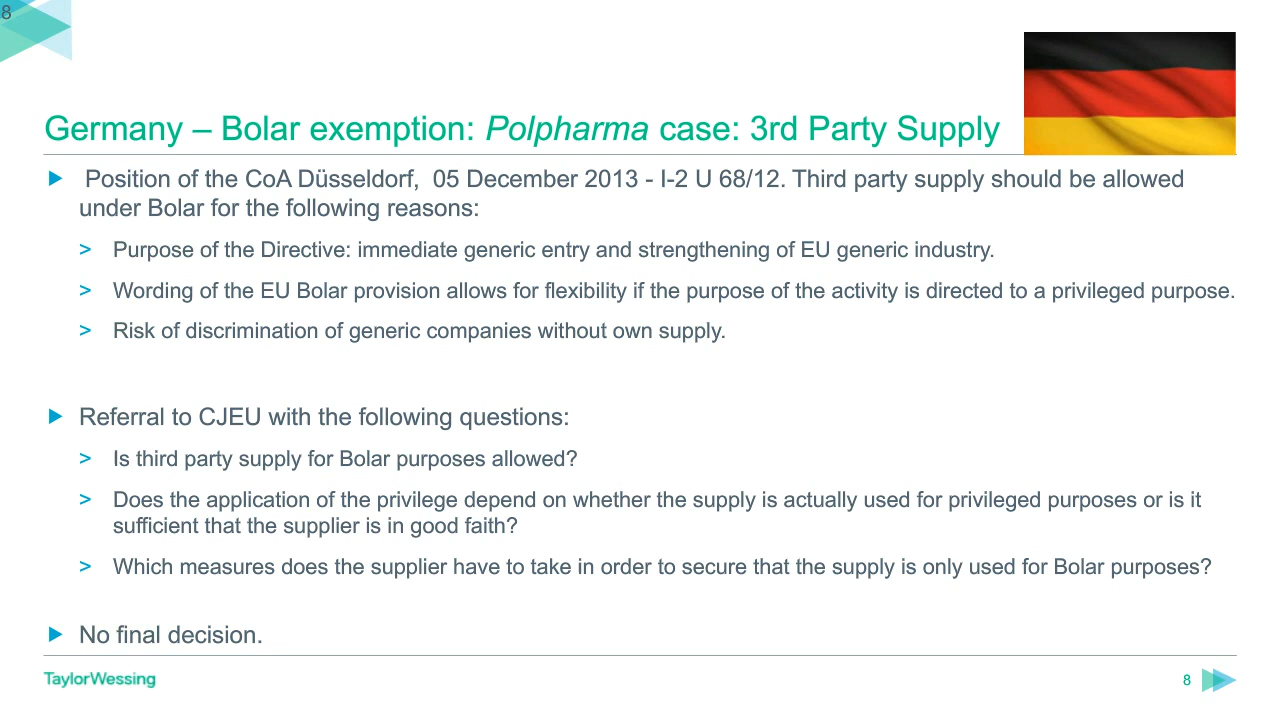 8
Germany – Bolar exemption: Polpharma case: 3rd Party Supply
Position of the CoA Düsseldorf, 05 December 2013 - I-2 U 68/12. Third party supply should be allowed
under Bolar for the following reasons:
> Purpose of the Directive: immediate generic entry and strengthening of EU generic industry.
> Wording of the EU Bolar provision allows for flexibility if the purpose of the activity is directed to a privileged purpose.
> Risk of discrimination of generic companies without own supply.
Referral to CJEU with the following questions:
> Is third party supply for Bolar purposes allowed?
> Does the application of the privilege depend on whether the supply is actually used for privileged purposes or is it
sufficient that the supplier is in good faith?
> Which measures does the supplier have to take in order to secure that the supply is only used for Bolar purposes?
No final decision.
TaylorWessing
8